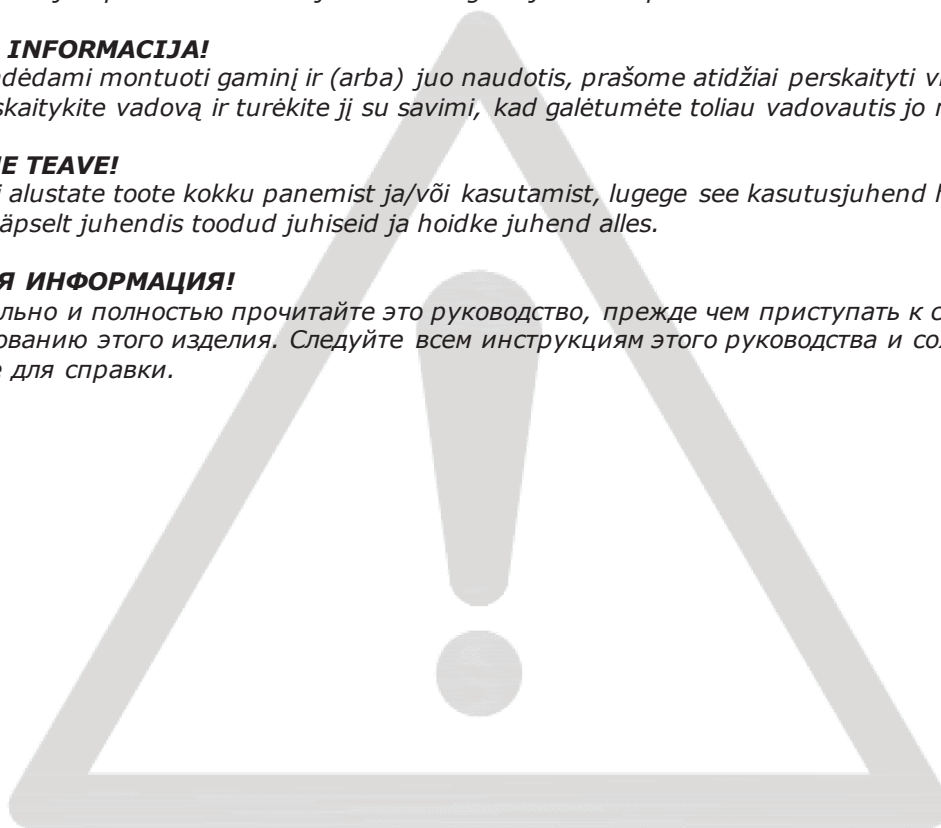 INFORMACIJA!
dėdami montuoti gaminį ir (arba) juo naudotis, prašome atidžiai perskaityti
skaitykite vadovą ir turėkite jį su savimi, kad galėtumėte toliau vadovautis jo
E TEAVE!
alustate toote kokku panemist ja/või kasutamist, lugege see kasutusjuhend
äpselt juhendis toodud juhiseid ja hoidke juhend alles.
Я ИНФОРМАЦИЯ!
льно и полностью прочитайте это руководство, прежде чем приступать к
ованию этого изделия. Следуйте всем инструкциям этого руководства и
для справки.